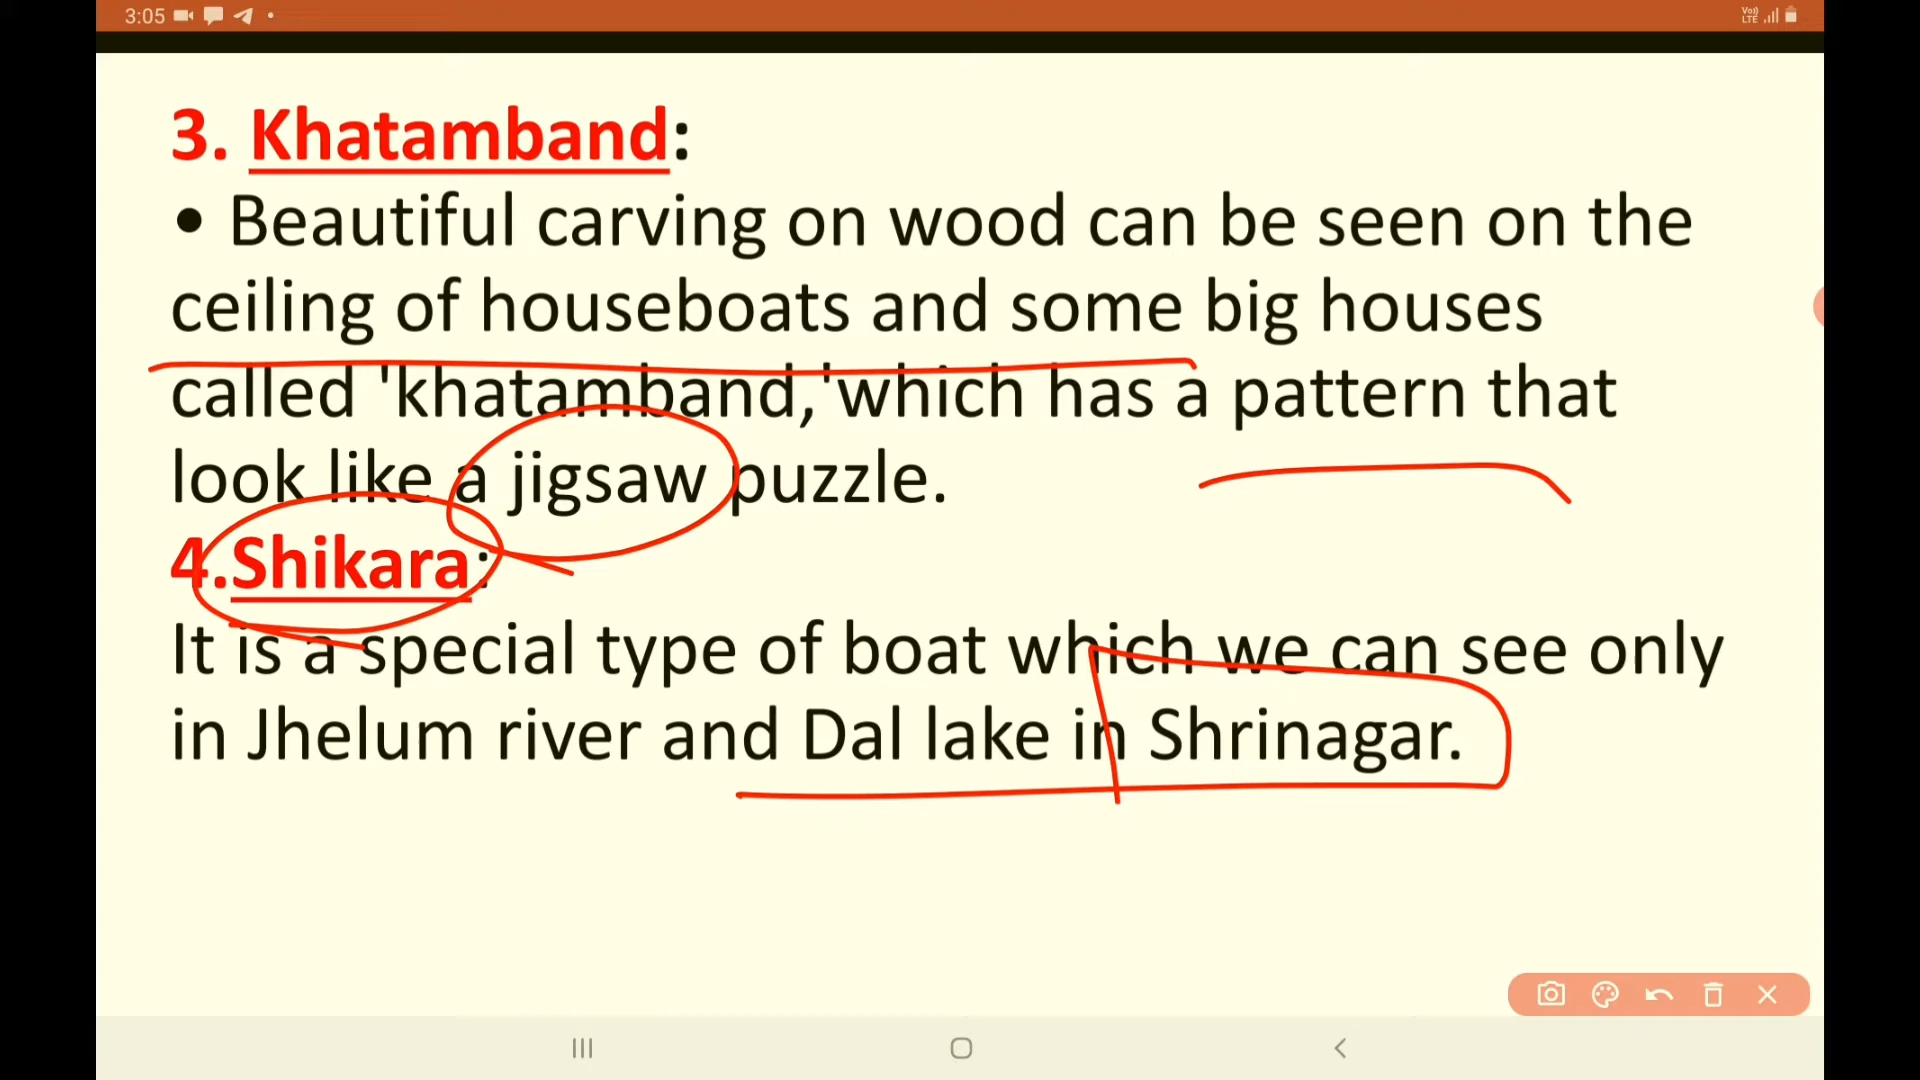 3:05
Vo)) LTE
3. Khatamband:
• Beautiful carving on wood can be seen on the
ceiling of houseboats and some big houses
called 'khatamband,'which has a pattern that
look like a jigsaw puzzle.
4.Shikara:
It is a special type of boat which we can see only
in Jhelum river and Dal lake in Shrinagar.